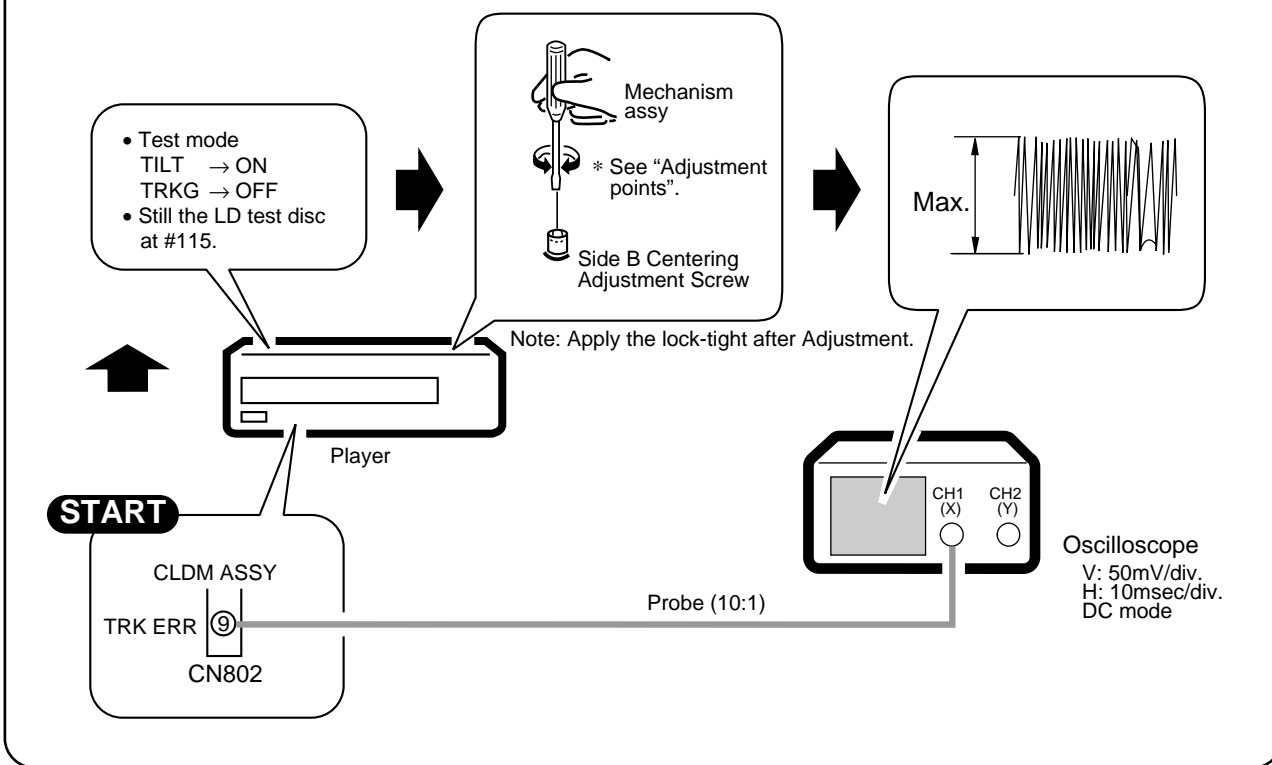 • Test mode
TILT → ON
TRKG → OFF
• Still the LD test disc
at #115.
Mechanism
assy
* See “Adjustment
points”.
Side B Centering
Adjustment Screw
Max.
Note: Apply the lock-tight after Adjustment.
Player
START
CLDM ASSY
TRK ERR ⑨
CN802
Probe (10:1)
CH1
(X)
CH2
(Y)
Oscilloscope
V: 50mV/div.
H: 10msec/div.
DC mode